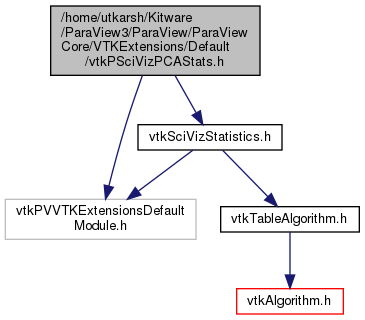 /home/utkarsh/Kitware
/ParaView3/ParaView/ParaView
Core/VTKExtensions/Default
/vtkPSciVizPCAStats.h
vtkSciVizStatistics.h
vtkPVVTKExtensionsDefault
Module.h
vtkTableAlgorithm.h
vtkAlgorithm.h